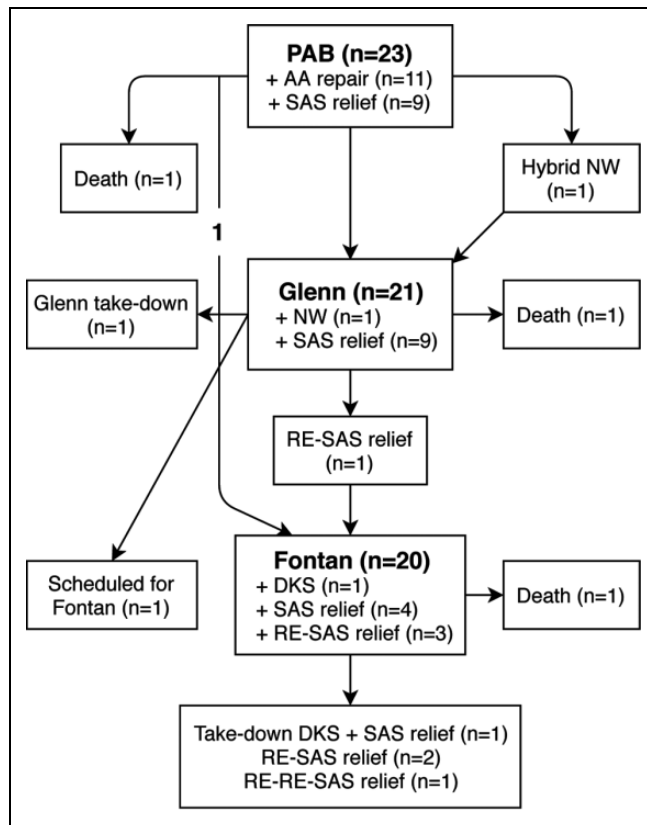 PAB (n=23)
+ AA repair (n=11)
+ SAS relief (n=9)
Death (n=1)
Hybrid NW
(n=1)
1
Glenn take-down
(n=1)
Glenn (n=21)
+ NW (n=1)
+ SAS relief (n=9)
Death (n=1)
RE-SAS relief
(n=1)
Scheduled for
Fontan (n=1)
Fontan (n=20)
+ DKS (n=1)
+ SAS relief (n=4)
+ RE-SAS relief (n=3)
Death (n=1)
Take-down DKS + SAS relief (n=1)
RE-SAS relief (n=2)
RE-RE-SAS relief (n=1)